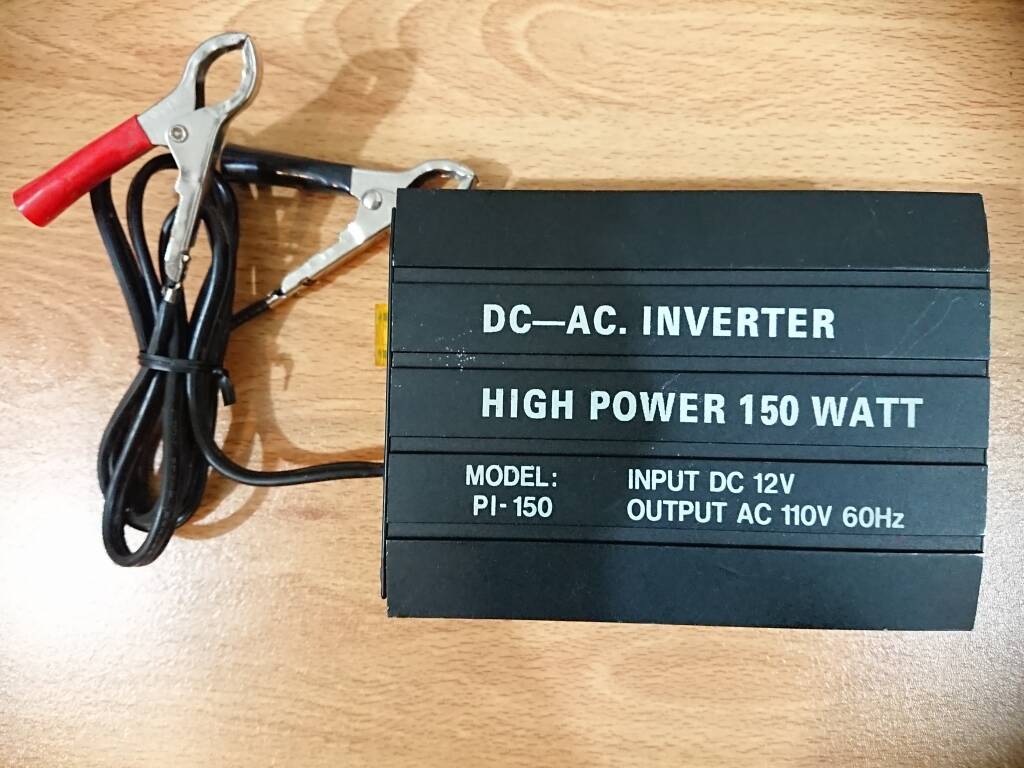 DC—AC. INVERTER
HIGH POWER 150 WATT
MODEL:
PI-150
INPUT DC 12V
OUTPUT AC 110V 60Hz